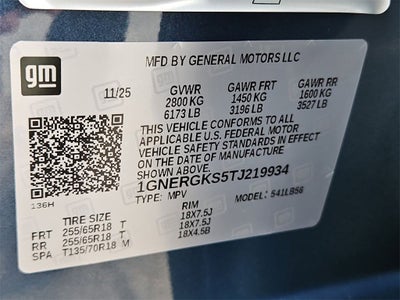 gm
MFD BY GENERAL MOTORS LLC
11/25 GVWR GAWR FRT GAWR RR
2800 KG 1450 KG 1600 KG
6173 LB 3196 LB 3527 LB
THIS VEHICLE CONFORMS TO ALL
APPLICABLE U.S. FEDERAL MOTOR
VEHICLE SAFETY STANDARDS IN EFFECT
ON THE DATE OF MANUFACTURE
SHOWN ABOVE.
1GNERGKS5TJ219934
136H TYPE: MPV MODEL: 541LB56
TIRE SIZE RIM
FRT 255/65R18 T 18X7.5J
RR 255/65R18 T 18X7.5J
SPA T135/70R18 M 18X4.5B